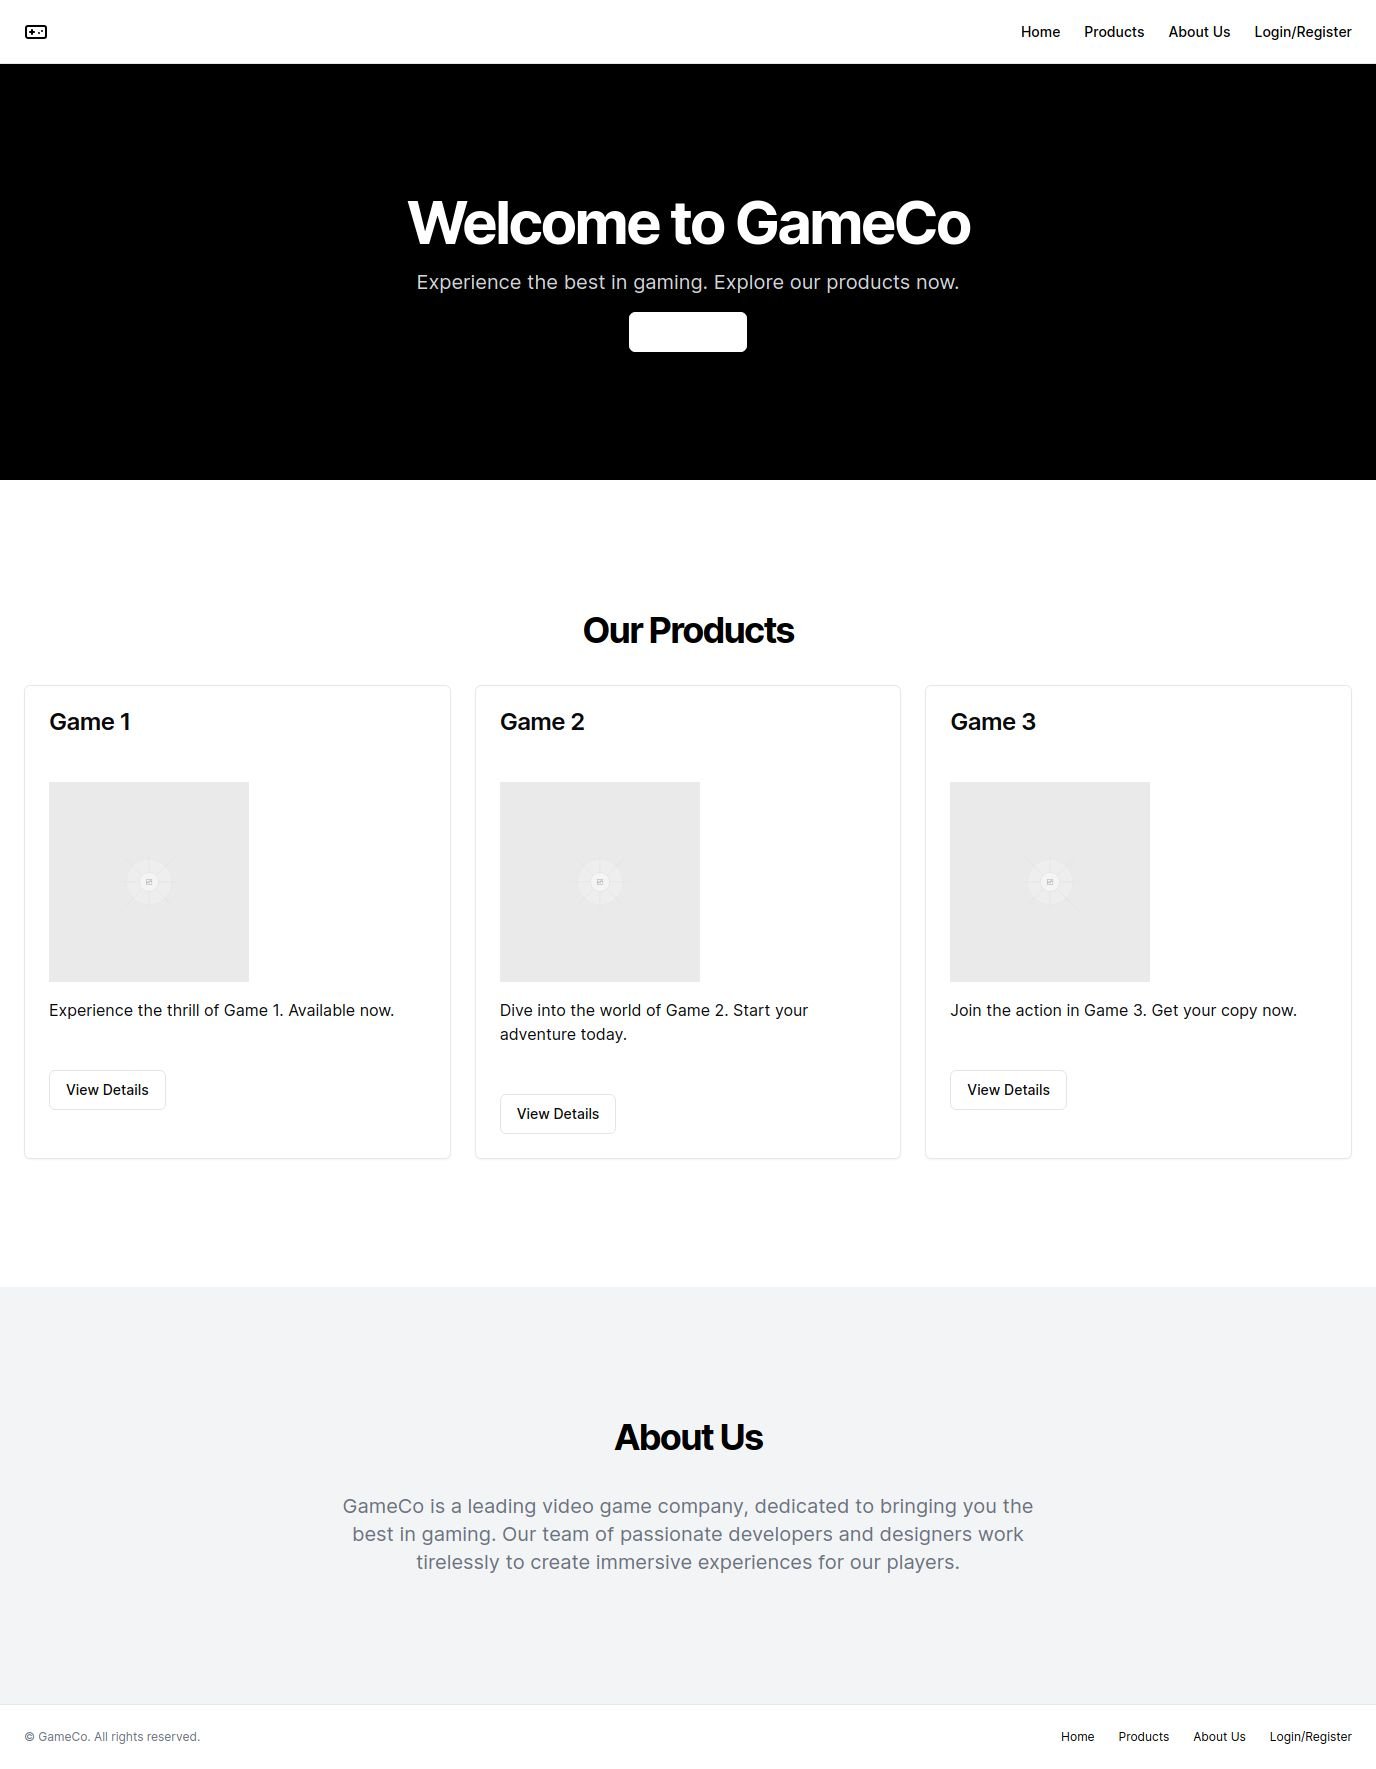 Home Products About Us Login/Register
Welcome to GameCo
Experience the best in gaming. Explore our products now.
Our Products
Game 1
Experience the thrill of Game 1. Available now.
View Details
Game 2
Dive into the world of Game 2. Start your
adventure today.
View Details
Game 3
Join the action in Game 3. Get your copy now.
View Details
About Us
GameCo is a leading video game company, dedicated to bringing you the
best in gaming. Our team of passionate developers and designers work
tirelessly to create immersive experiences for our players.
© GameCo. All rights reserved.
Home Products About Us Login/Register